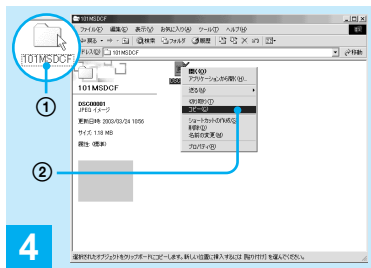 101MSDCF
ファイル(F) 編集(E) 表示(V) お気に入り(A) ツール(T) ヘルプ(H)
戻る 検索 フォルダ 履歴
アドレス(D) 101MSDCF 移動
101MSDCF
①
101MSDCF
DSC00001
JPEG イメージ
更新日時: 2003/03/24 1056
サイズ: 1.18 MB
属性: (標準)
開く(O)
アプリケーションから開く(H)...
送る(N)
切り取り(T)
コピー(C)
ショートカットの作成(S)
削除(D)
名前の変更(M)
プロパティ(R)
②
4
選択されたオブジェクトをクリップボードにコピーします。新しい位置に挿入するには [貼り付け] を選んでください。